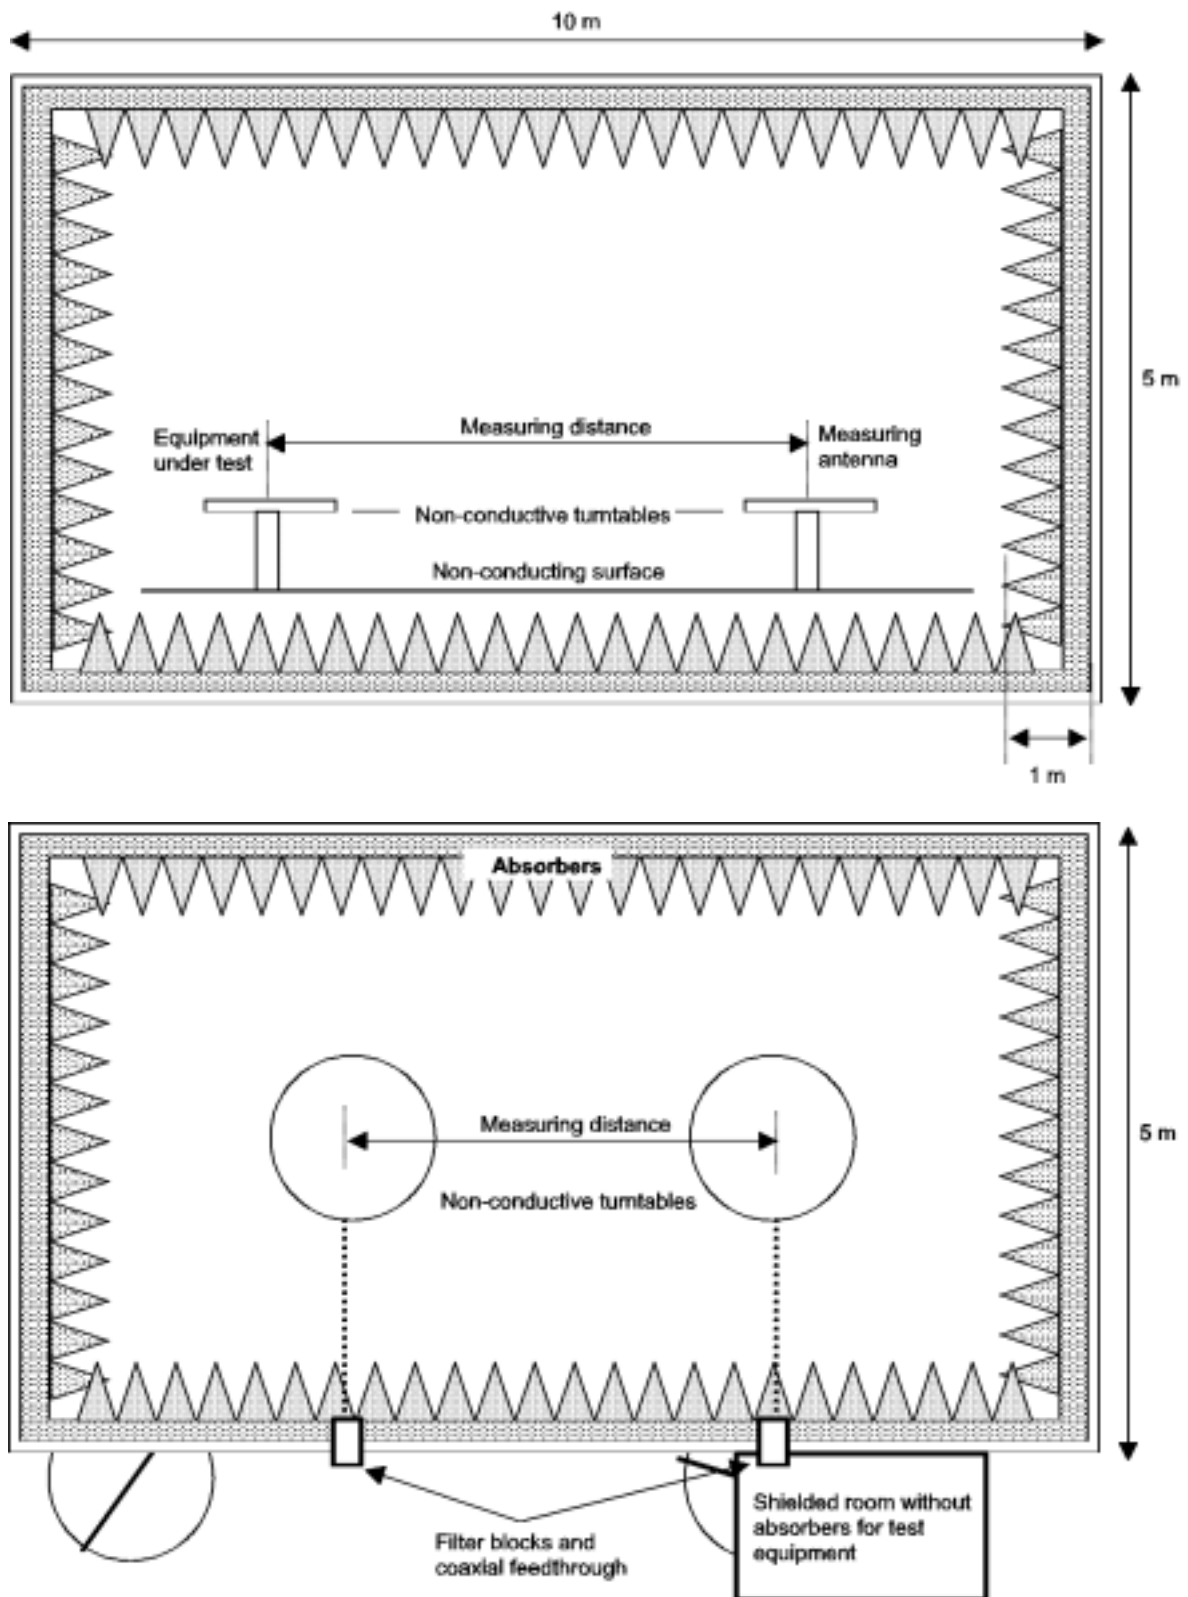 10 m
5 m
Equipment
under test
Measuring distance
Measuring
antenna
Non-conductive turntables
Non-conducting surface
1 m
Absorbers
Measuring distance
5 m
Non-conductive turntables
Filter blocks and
coaxial feedthrough
Shielded room without
absorbers for test
equipment